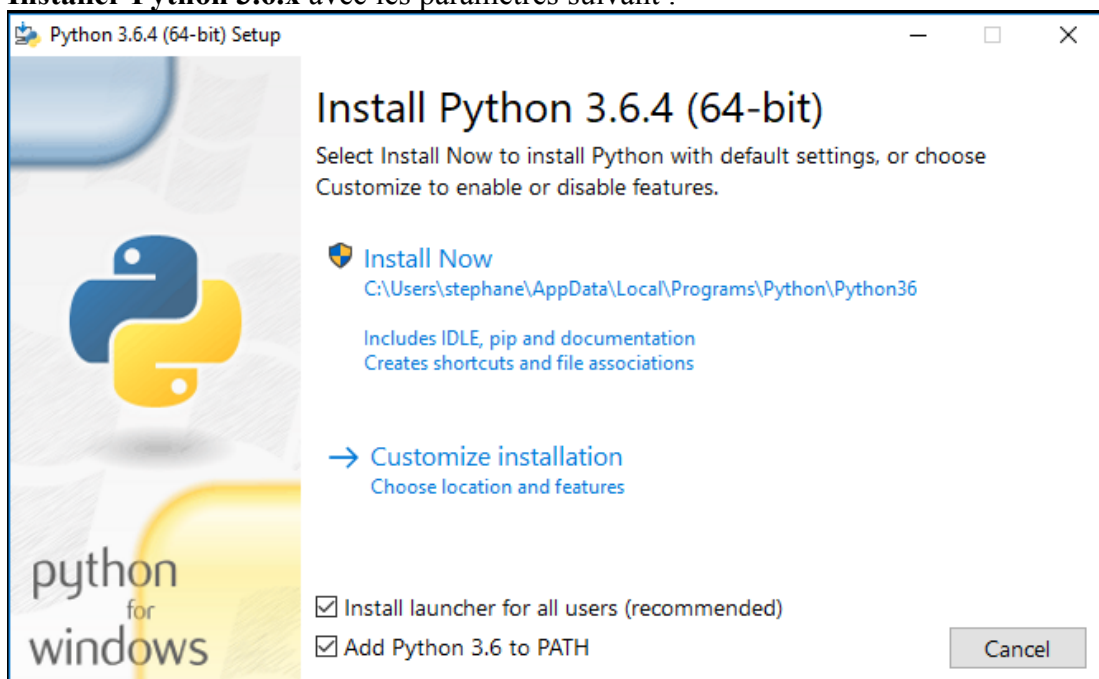 Installer Python 3.6.x avec les paramètres suivant :
Python 3.6.4 (64-bit) Setup
Install Python 3.6.4 (64-bit)
Select Install Now to install Python with default settings, or choose
Customize to enable or disable features.
Install Now
C:\Users\stephane\AppData\Local\Programs\Python\Python36
Includes IDLE, pip and documentation
Creates shortcuts and file associations
Customize installation
Choose location and features
python
for
windows
Install launcher for all users (recommended)
Add Python 3.6 to PATH
Cancel